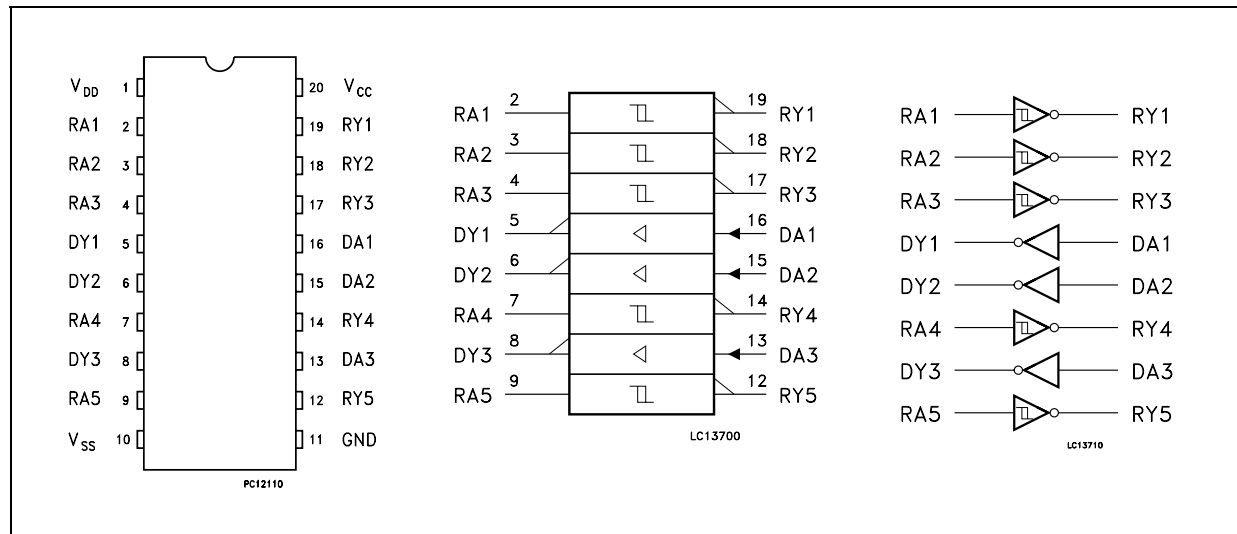 V_DD 1 20 V_CC
RA1 2 19 RY1
RA2 3 18 RY2
RA3 4 17 RY3
DY1 5 16 DA1
DY2 6 15 DA2
RA4 7 14 RY4
DY3 8 13 DA3
RA5 9 12 RY5
V_SS 10 11 GND
PC12110
RA1 2 19 RY1
RA2 3 18 RY2
RA3 4 17 RY3
DY1 5 16 DA1
DY2 6 15 DA2
RA4 7 14 RY4
DY3 8 13 DA3
RA5 9 12 RY5
LC13700
RA1 RY1
RA2 RY2
RA3 RY3
DY1 DA1
DY2 DA2
RA4 RY4
DY3 DA3
RA5 RY5
LC13710